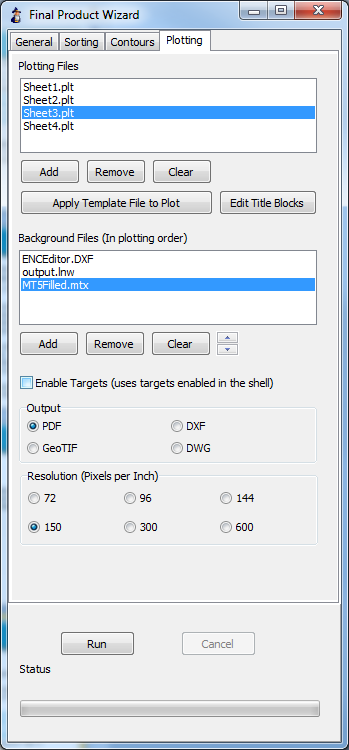 Final Product Wizard
General Sorting Contours Plotting
Plotting Files
Sheet1.plt
Sheet2.plt
Sheet3.plt
Sheet4.plt
Add Remove Clear
Apply Template File to Plot Edit Title Blocks
Background Files (In plotting order)
ENCEditor.DXF
output.lnw
MT5Filled.mtx
Add Remove Clear
Enable Targets (uses targets enabled in the shell)
Output
PDF DXF
GeoTIF DWG
Resolution (Pixels per Inch)
72 96 144
150 300 600
Run Cancel
Status